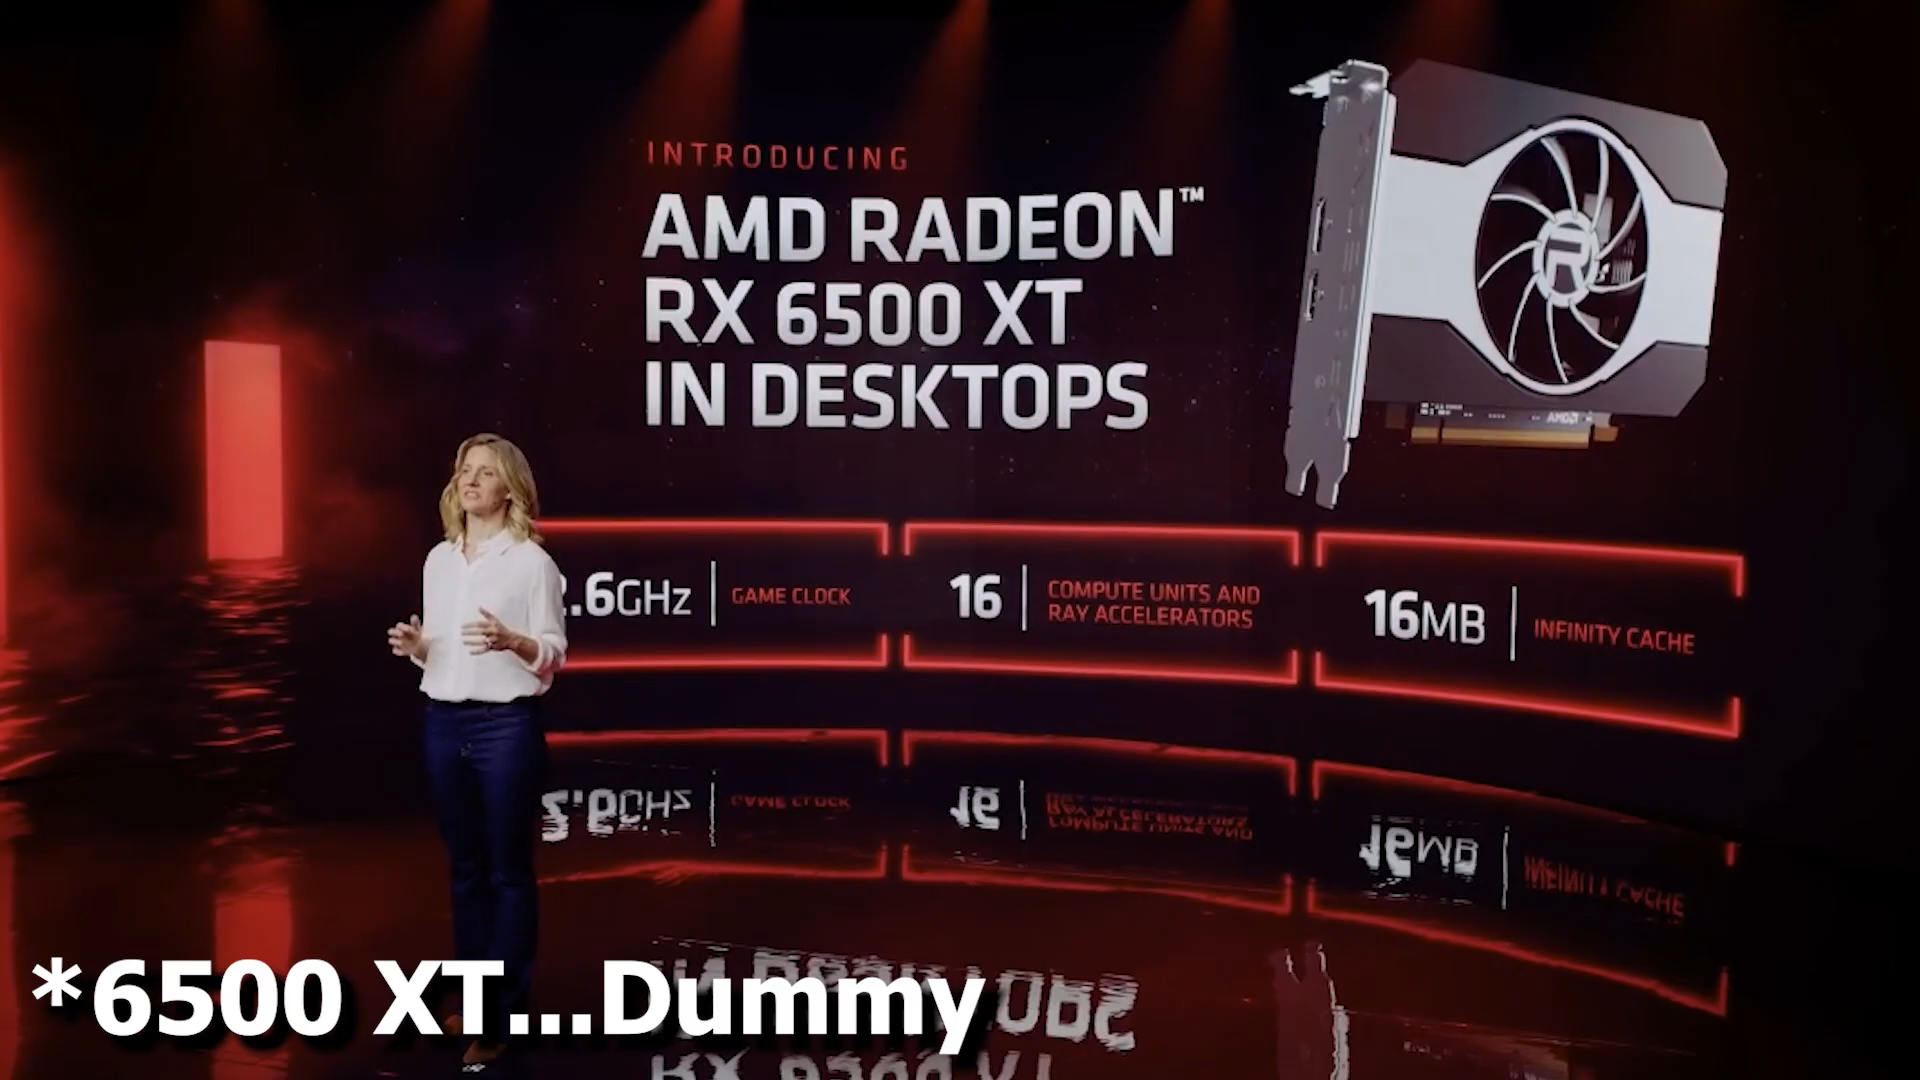 INTRODUCING
AMD RADEON™
RX 6500 XT
IN DESKTOPS
R
AMD
.6GHz
GAME CLOCK
16
COMPUTE UNITS AND
RAY ACCELERATORS
16MB
INFINITY CACHE
*6500 XT...Dummy